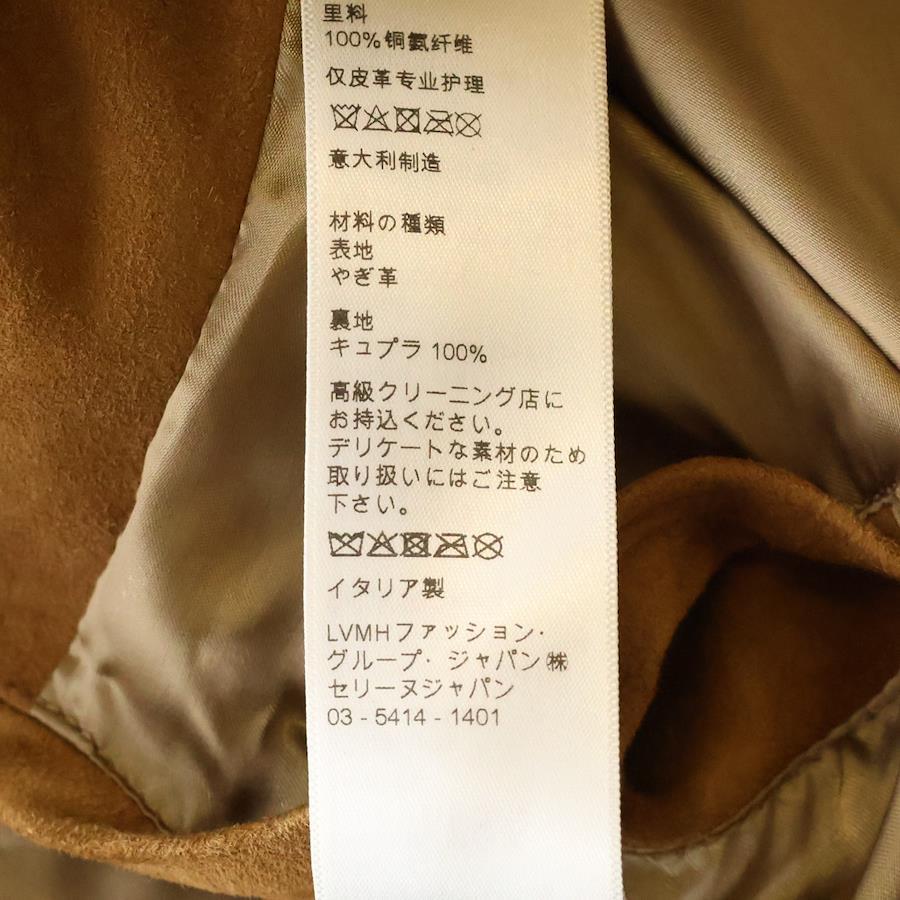 里料
100%铜氨纤维
仅皮革专业护理
意大利制造
材料の種類
表地
やぎ革
裏地
キュプラ 100%
高級クリーニング店に
お持込ください。
デリケートな素材のため
取り扱いにはご注意
下さい。
イタリア製
LVMHファッション·
グループ· ジャパン㈱
セリーヌジャパン
03 - 5414 - 1401